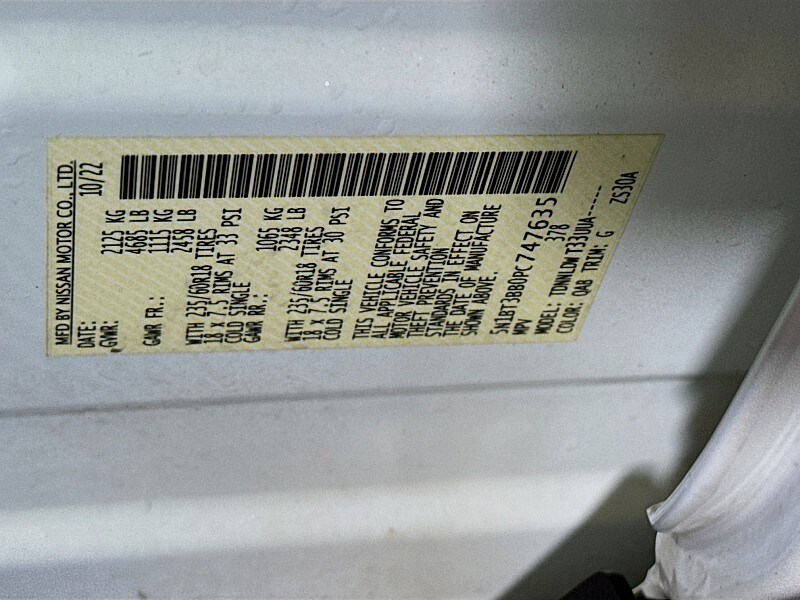 MFD BY NISSAN MOTOR CO., LTD.
DATE: 10/22
GVWR: 2125 KG
4685 LB
GAWR FR.: 1115 KG
2458 LB
WITH 235/60R18 TIRES
18 x 7.5 RIMS AT 33 PSI
COLD SINGLE
GAWR RR.: 1065 KG
2348 LB
WITH 235/60R18 TIRES
18 x 7.5 RIMS AT 30 PSI
COLD SINGLE
THIS VEHICLE CONFORMS TO
ALL APPLICABLE FEDERAL
MOTOR VEHICLE SAFETY AND
THEFT PREVENTION
STANDARDS IN EFFECT ON
THE DATE OF MANUFACTURE
SHOWN ABOVE.
5N1BT3BB0PC747635
MPV 378
MODEL: TDNNLDW F33UUA-----
COLOR: QAB TRIM: G ZS30A